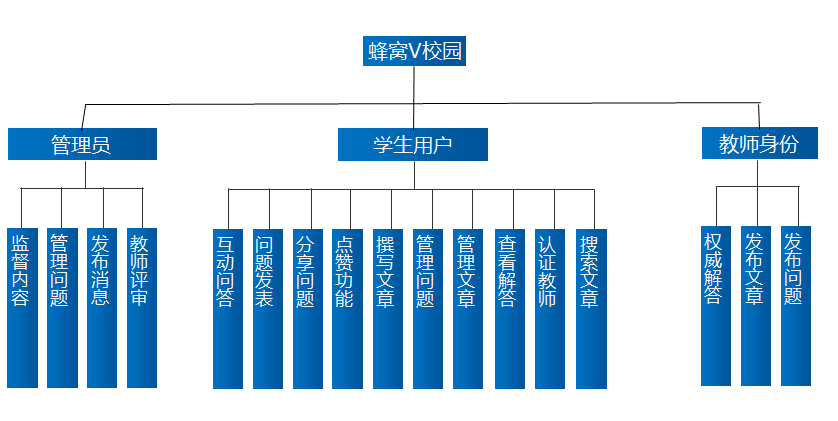 蜂窝V校园
管理员
学生用户
教师身份
监督内容
管理问题
发布消息
教师评审
互动问答
问题发表
分享问题
点赞功能
撰写文章
管理问题
管理文章
查看解答
认证教师
搜索文章
权威解答
发布文章
发布问题